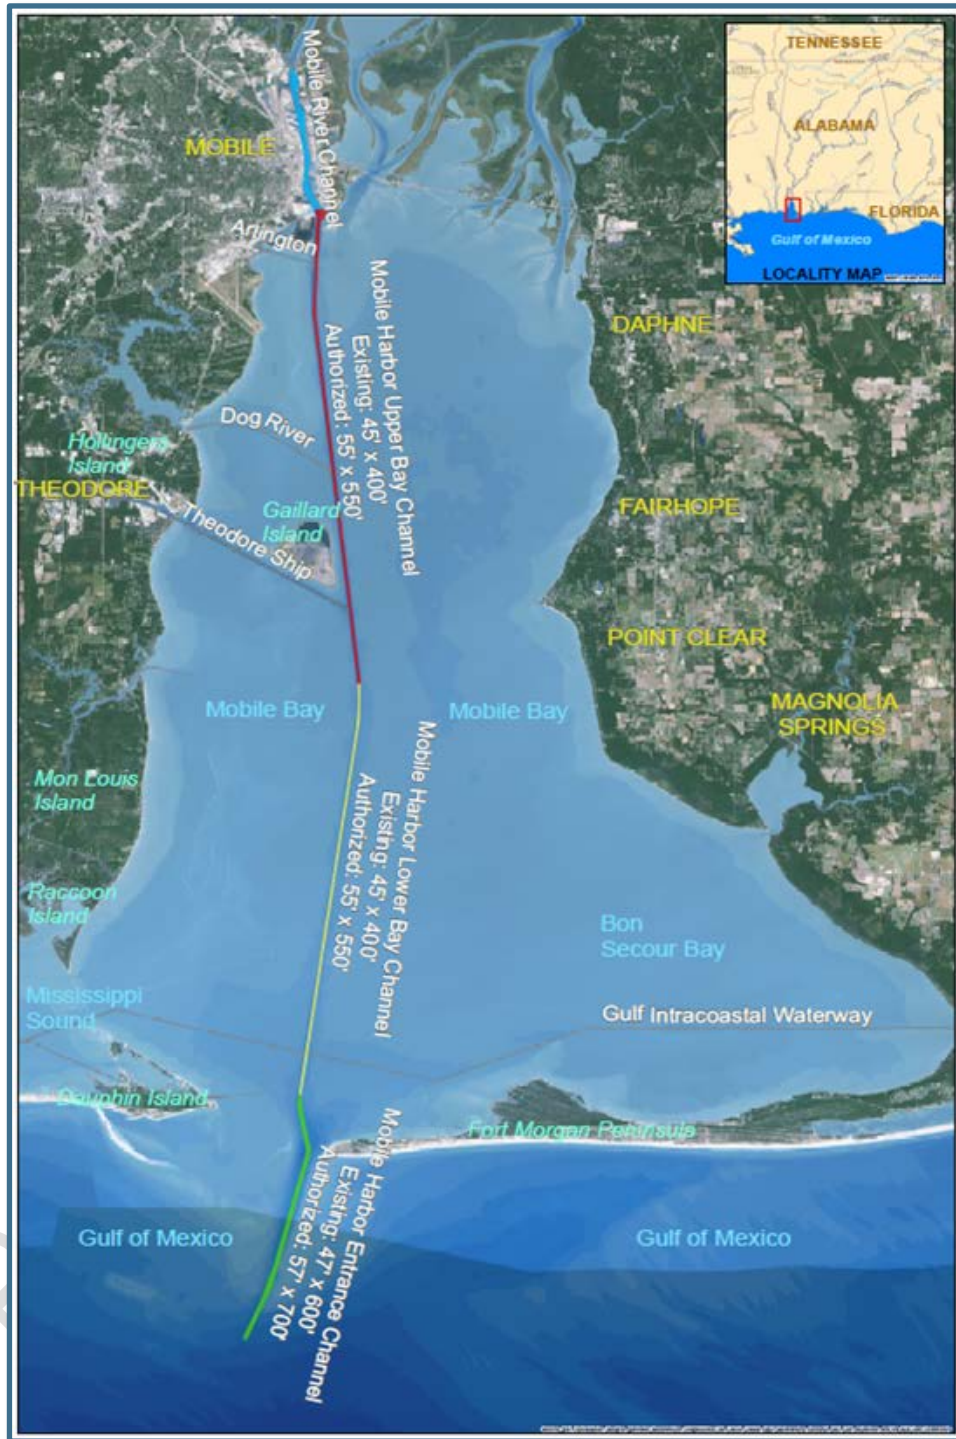 TENNESSEE
ALABAMA
FLORIDA
Gulf of Mexico
LOCALITY MAP
Mobile River Channel
MOBILE
Arlington
Mobile Harbor Upper Bay Channel
Existing: 45' x 400'
Authorized: 55' x 550'
DAPHNE
Dog River
Hollingers
Island
THEODORE
Gaillard
Island
Theodore Ship
FAIRHOPE
POINT CLEAR
MAGNOLIA
SPRINGS
Mobile Bay
Mobile Bay
Mobile Harbor Lower Bay Channel
Existing: 45' x 400'
Authorized: 55' x 550'
Mon Louis
Island
Raccoon
Island
Bon
Secour Bay
Mississippi
Sound
Gulf Intracoastal Waterway
Dauphin Island
Fort Morgan Peninsula
Mobile Harbor Entrance Channel
Existing: 47' x 600'
Authorized: 57' x 700'
Gulf of Mexico
Gulf of Mexico